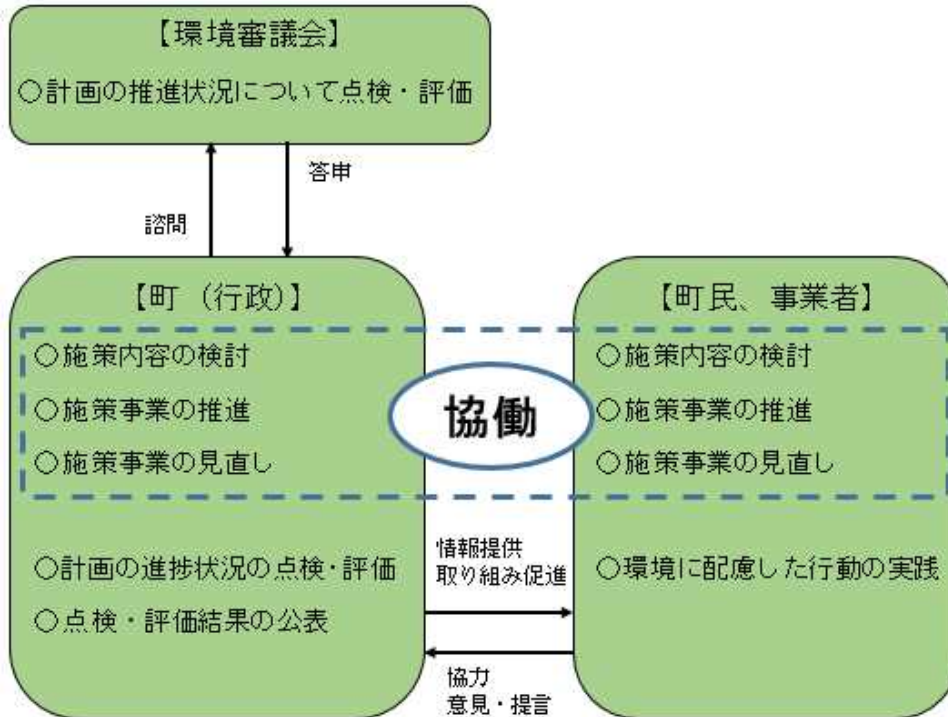 【環境審議会】
○計画の推進状況について点検・評価
答申
諮問
【町（行政）】
○施策内容の検討
○施策事業の推進
○施策事業の見直し
○計画の進捗状況の点検・評価
○点検・評価結果の公表
協働
【町民、事業者】
○施策内容の検討
○施策事業の推進
○施策事業の見直し
○環境に配慮した行動の実践
情報提供
取り組み促進
協力
意見・提言